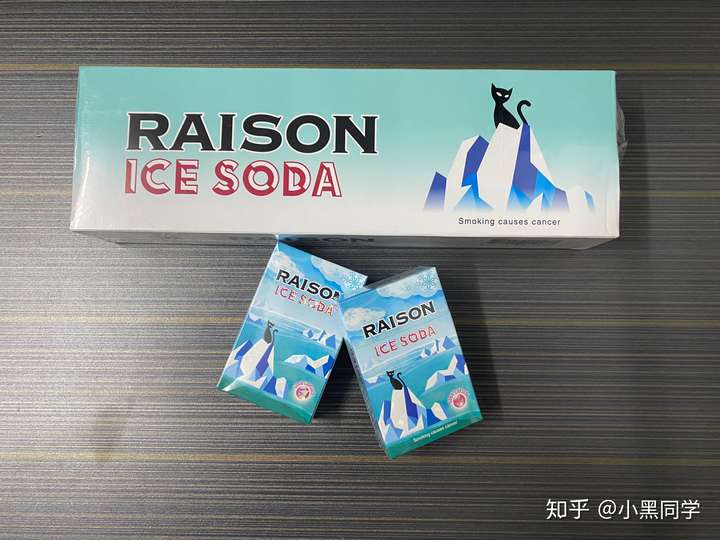 RAISON
ICE SODA
Smoking causes cancer
RAISON
ICE SODA
RAISON
ICE SODA
Smoking causes cancer
知乎 @小黑同学